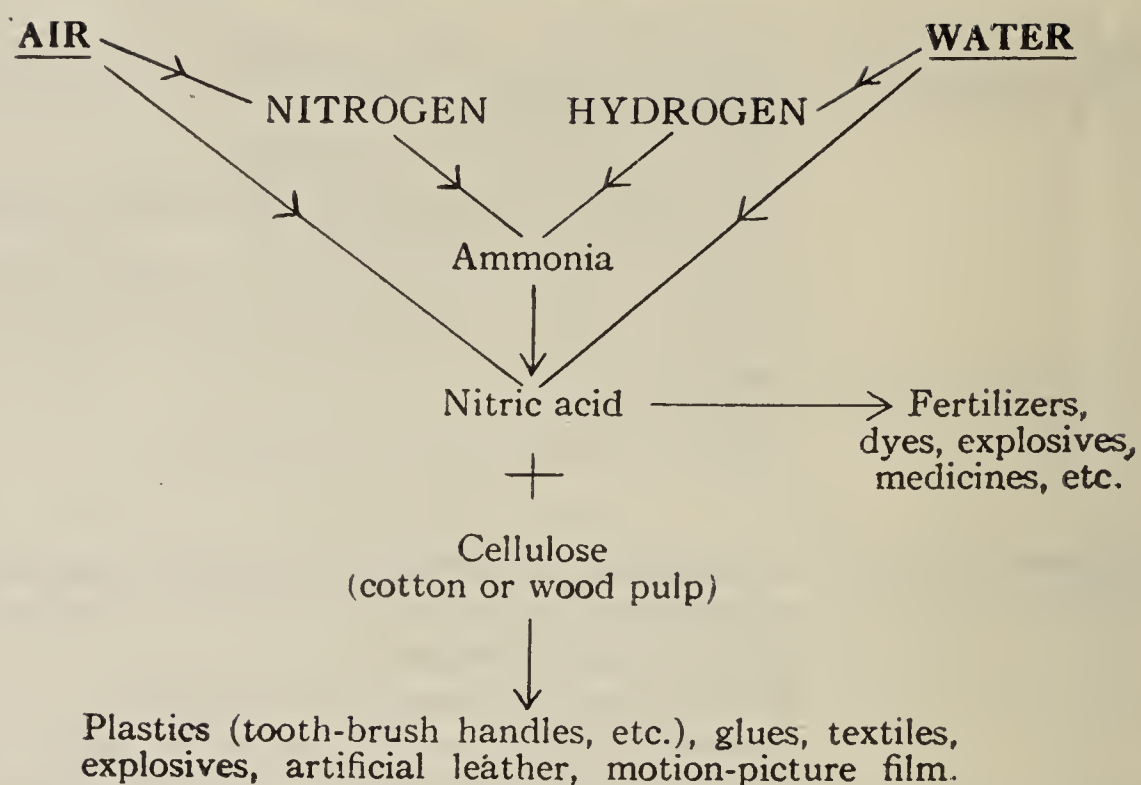 AIR WATER
NITROGEN HYDROGEN
Ammonia
Nitric acid Fertilizers,
dyes, explosives,
medicines, etc.
+
Cellulose
(cotton or wood pulp)
Plastics (tooth-brush handles, etc.), glues, textiles,
explosives, artificial leather, motion-picture film.